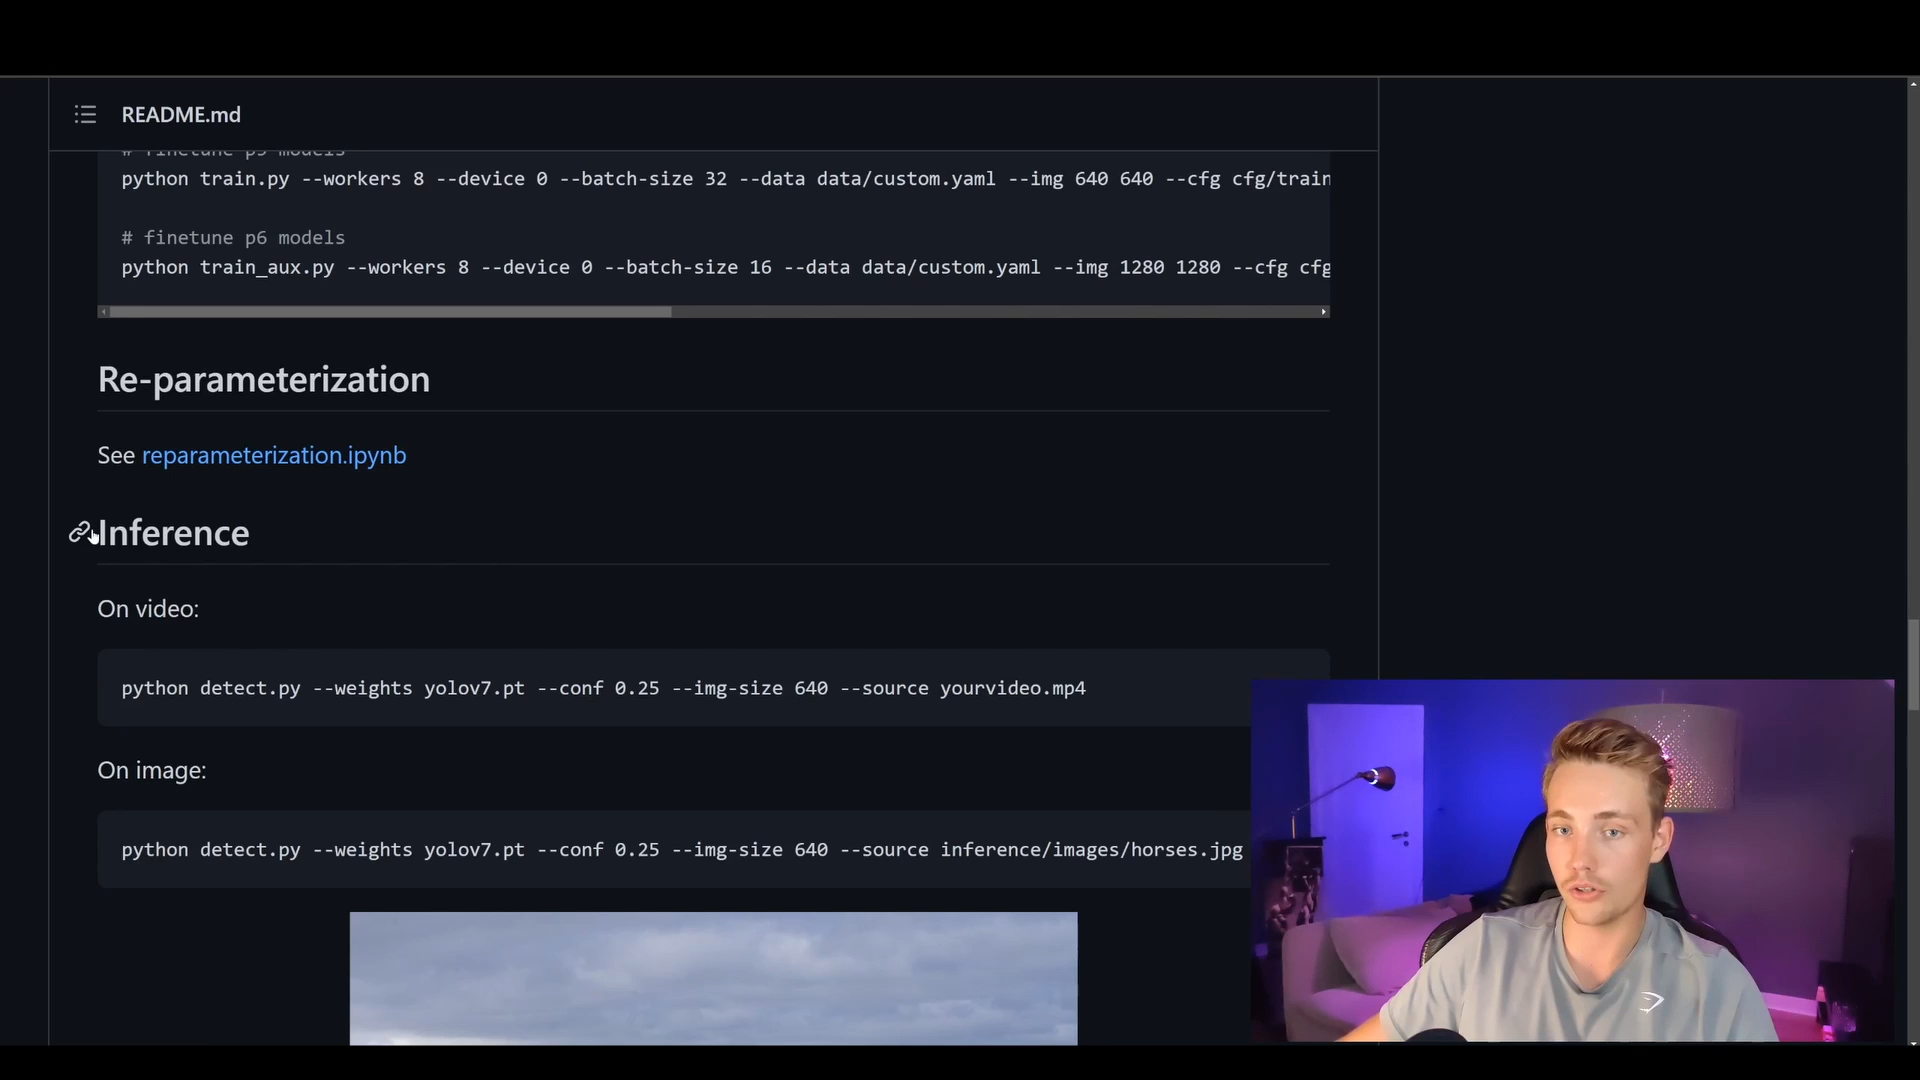 README.md
# finetune p5 models
python train.py --workers 8 --device 0 --batch-size 32 --data data/custom.yaml --img 640 640 --cfg cfg/train
# finetune p6 models
python train_aux.py --workers 8 --device 0 --batch-size 16 --data data/custom.yaml --img 1280 1280 --cfg cfg
Re-parameterization
See reparameterization.ipynb
Inference
On video:
python detect.py --weights yolov7.pt --conf 0.25 --img-size 640 --source yourvideo.mp4
On image:
python detect.py --weights yolov7.pt --conf 0.25 --img-size 640 --source inference/images/horses.jpg